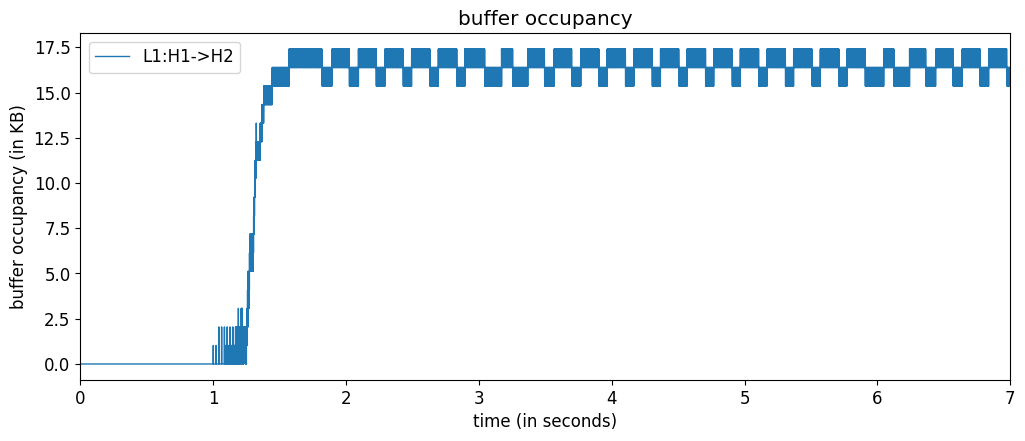 buffer occupancy
L1:H1->H2
buffer occupancy (in KB)
17.5
15.0
12.5
10.0
7.5
5.0
2.5
0.0
0 1 2 3 4 5 6 7
time (in seconds)